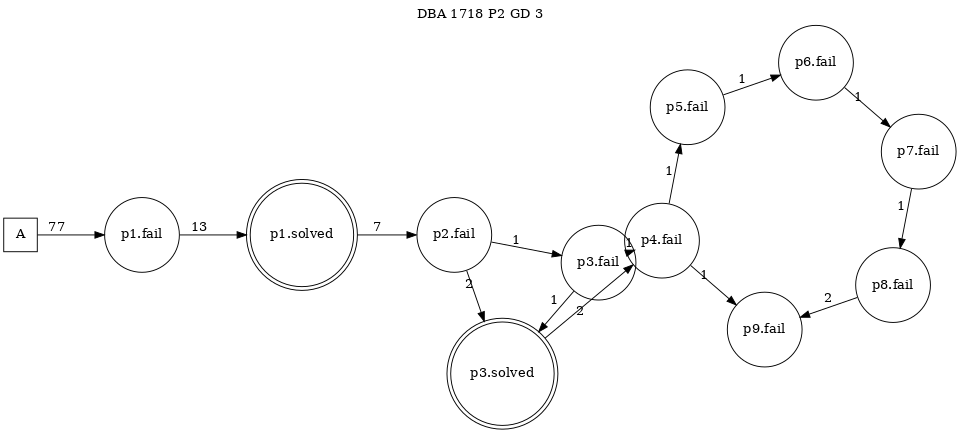 DBA 1718 P2 GD 3
A
77
p1.fail
13
p1.solved
7
p2.fail
1
2
p3.fail
1
1
p3.solved
2
p4.fail
1
1
p5.fail
1
p6.fail
1
p7.fail
1
p8.fail
2
p9.fail